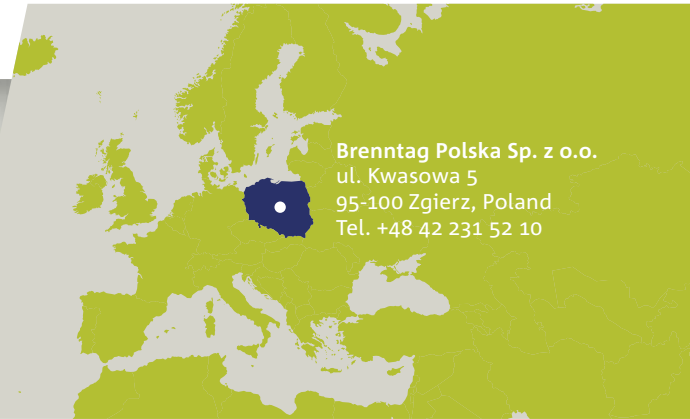 Brenntag Polska Sp. z o.o.
ul. Kwasowa 5
95-100 Zgierz, Poland
Tel. +48 42 231 52 10